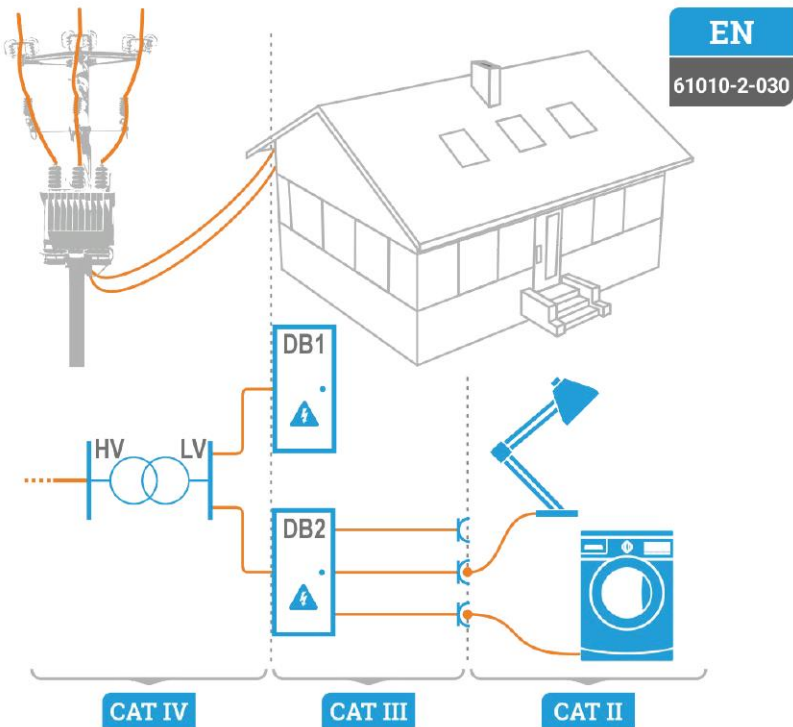 EN
61010-2-030
DB1
HV
LV
DB2
CAT IV
CAT III
CAT II